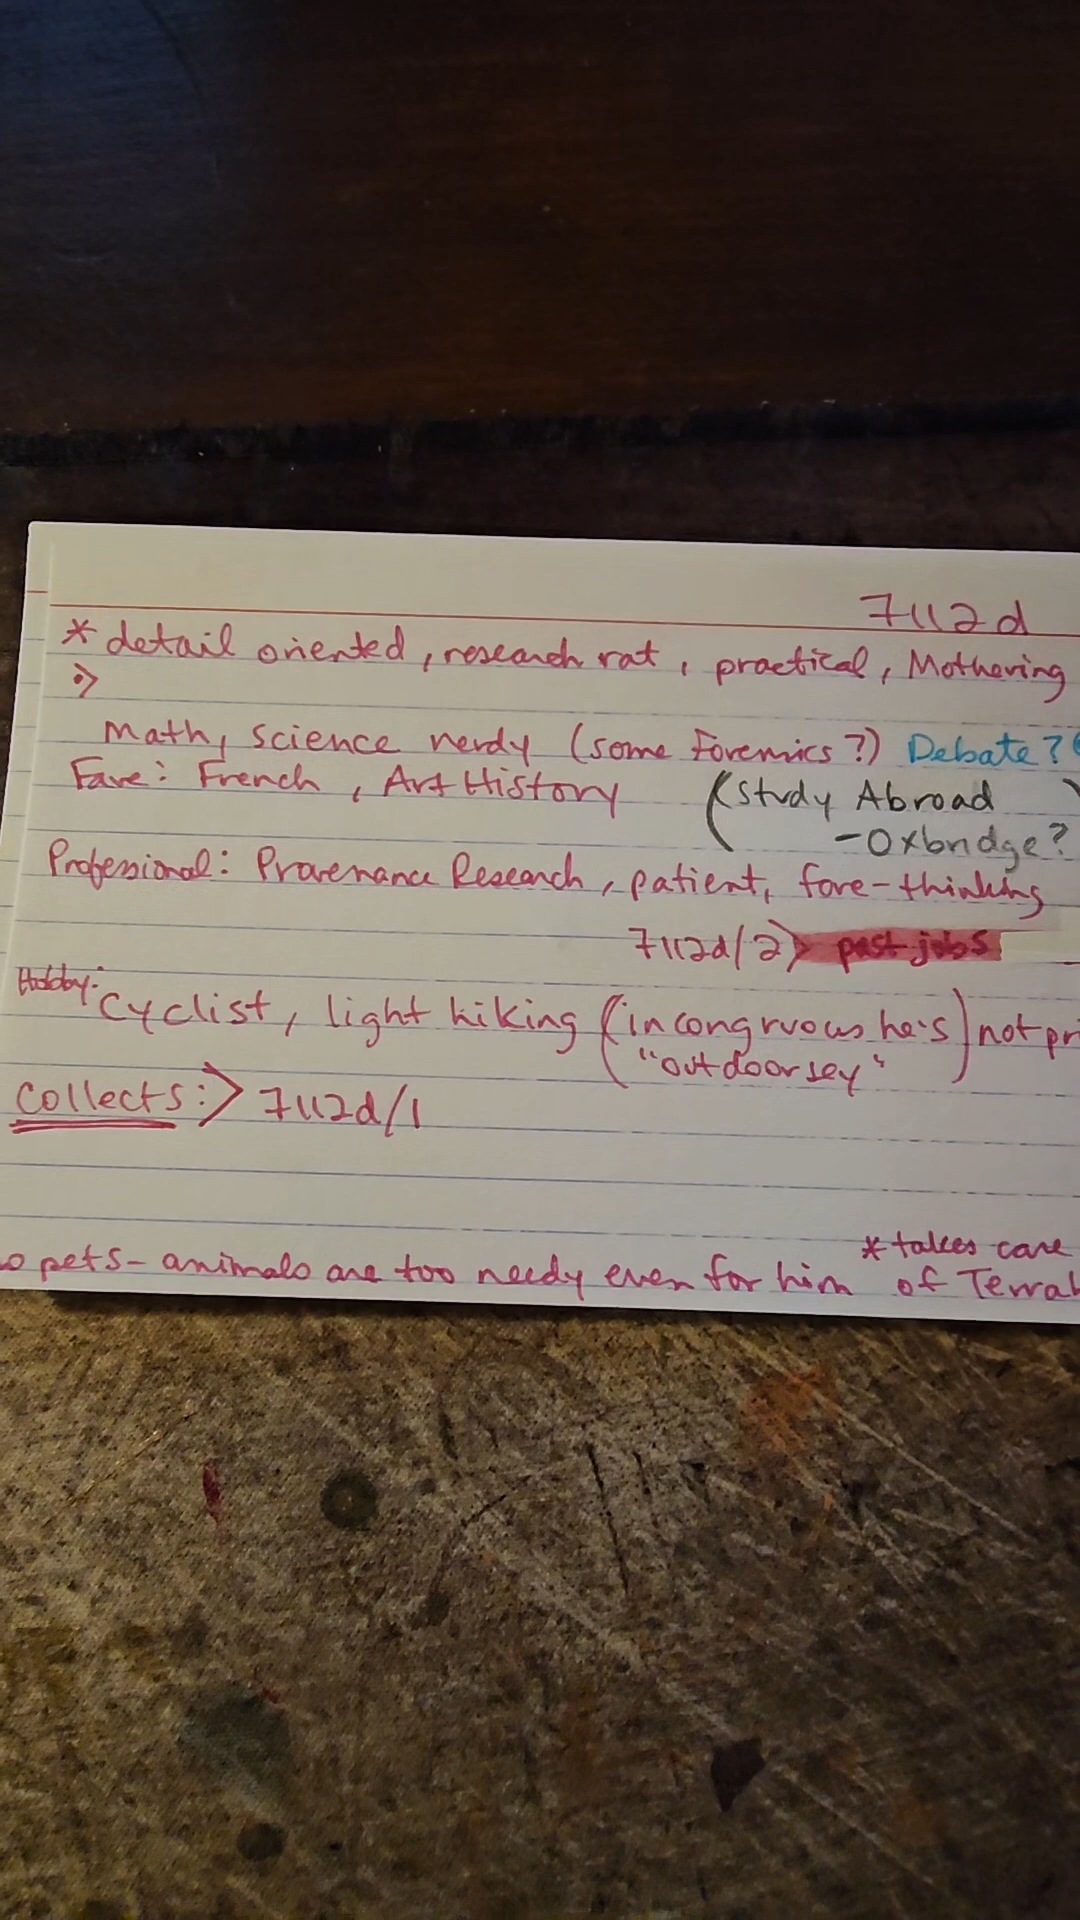 7112d
* detail oriented, research rat, practical, Mothering
:>
Math, science nerdy (some Forensics?) Debate?
Fave: French, Art History (Study Abroad
-Oxbridge?
Professional: Provenance Research, patient, fore-thinking
7112d/2> past jobs
Hobby: Cyclist, light hiking (incongruous he's) not pr
"outdoorsey"
Collects:> 7112d/1
* takes care
o pets- animals are too needy even for him of Terra